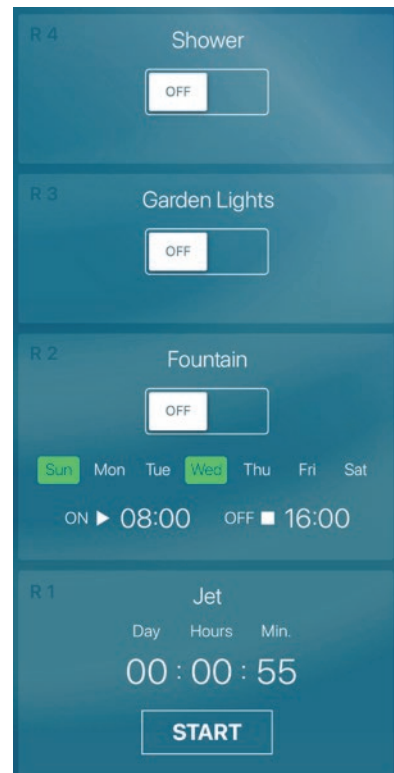 R 4
Shower
OFF
R 3
Garden Lights
OFF
R 2
Fountain
OFF
Sun Mon Tue Wed Thu Fri Sat
ON ▶ 08:00 OFF ■ 16:00
R 1
Jet
Day Hours Min.
00 : 00 : 55
START